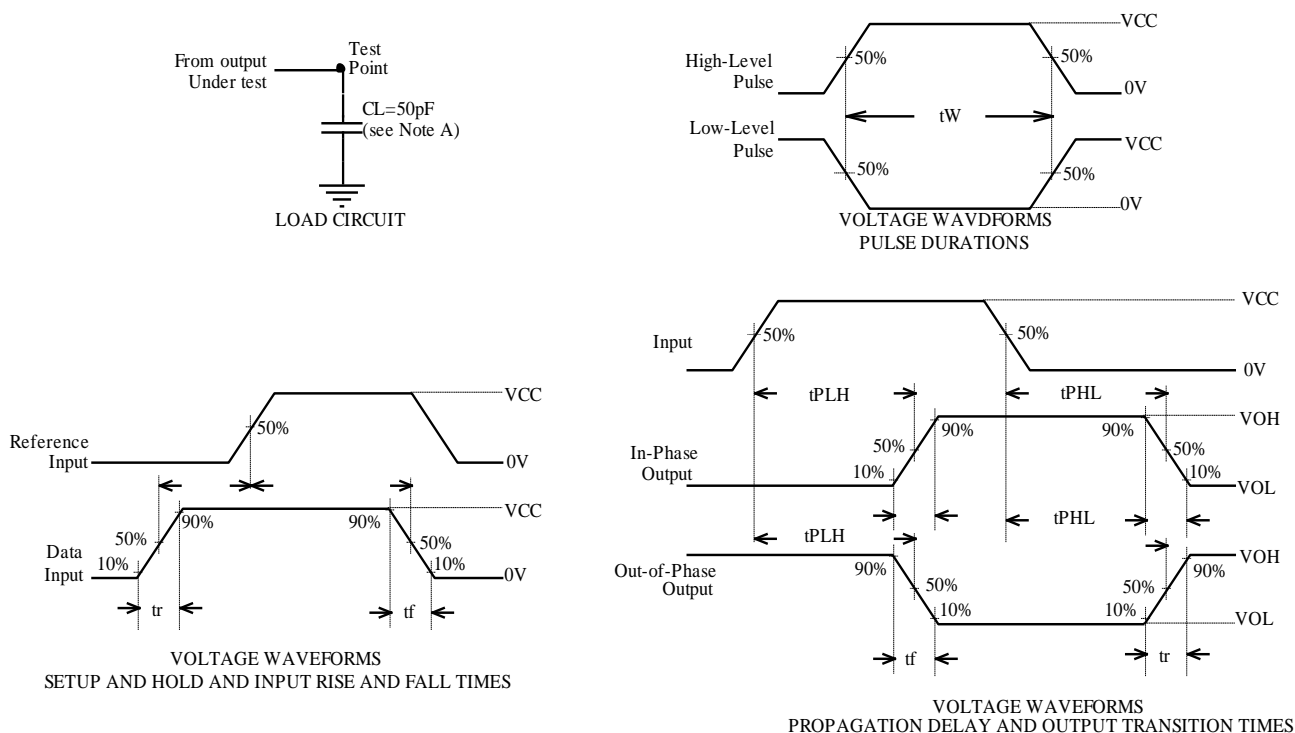 From output
Under test
Test
Point
CL=50pF
(see Note A)
LOAD CIRCUIT
High-Level
Pulse
50%
50%
VCC
0V
tW
Low-Level
Pulse
50%
50%
VCC
0V
VOLTAGE WAVDFORMS
PULSE DURATIONS
Reference
Input
50%
VCC
0V
Data
Input
10%
50%
90%
90%
50%
10%
VCC
0V
tr
tf
VOLTAGE WAVEFORMS
SETUP AND HOLD AND INPUT RISE AND FALL TIMES
Input
50%
50%
VCC
0V
tPLH
tPHL
In-Phase
Output
10%
50%
90%
90%
50%
10%
VOH
VOL
tPLH
tPHL
Out-of-Phase
Output
90%
50%
10%
10%
50%
90%
VOH
VOL
tf
tr
VOLTAGE WAVEFORMS
PROPAGATION DELAY AND OUTPUT TRANSITION TIMES